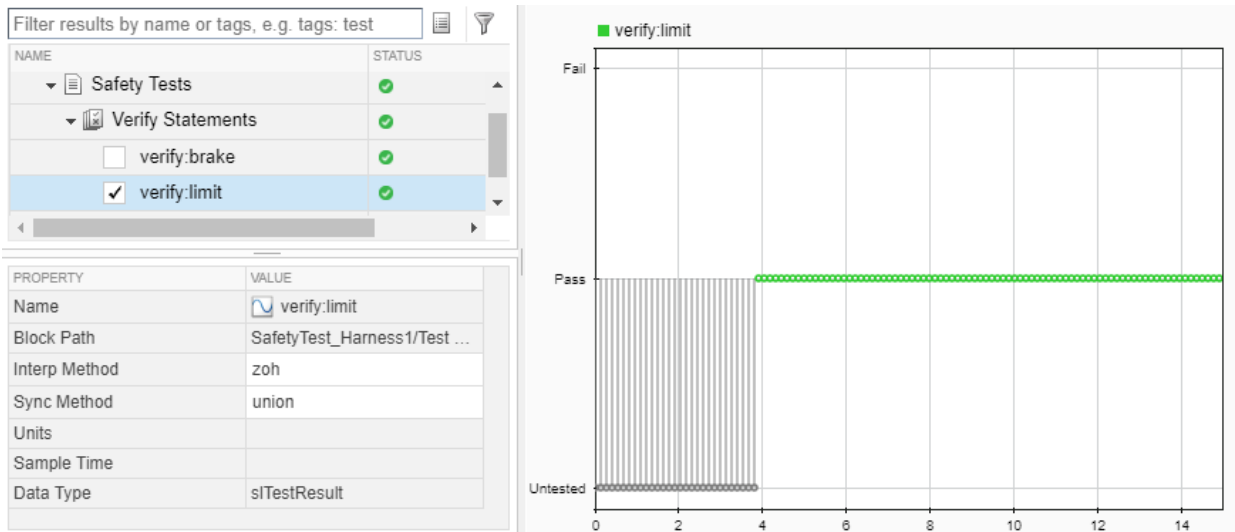 Filter results by name or tags, e.g. tags: test
NAME STATUS
Safety Tests
Verify Statements
verify:brake
verify:limit
PROPERTY VALUE
Name verify:limit
Block Path SafetyTest_Harness1/Test ...
Interp Method zoh
Sync Method union
Units
Sample Time
Data Type slTestResult
verify:limit
Fail
Pass
Untested
0 2 4 6 8 10 12 14